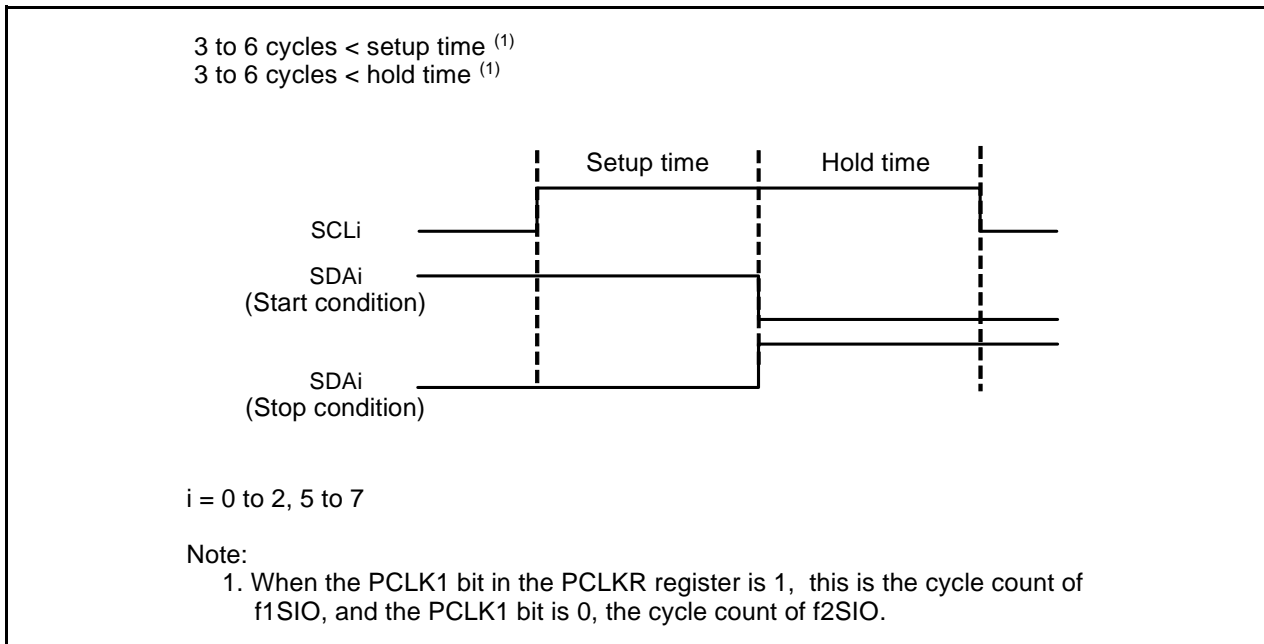 3 to 6 cycles < setup time (1)
3 to 6 cycles < hold time (1)
Setup time
Hold time
SCLi
SDAi
(Start condition)
SDAi
(Stop condition)
i = 0 to 2, 5 to 7
Note:
1. When the PCLK1 bit in the PCLKR register is 1, this is the cycle count of
f1SIO, and the PCLK1 bit is 0, the cycle count of f2SIO.